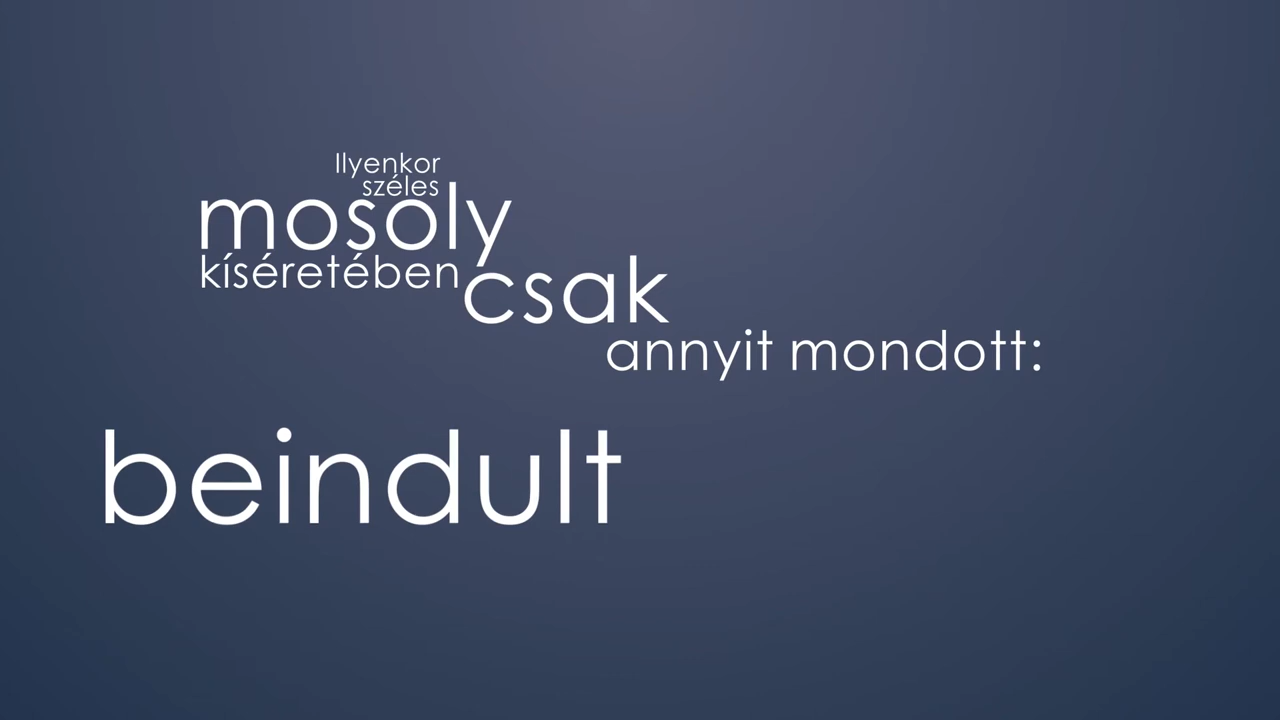 Ilyenkor
széles
mosoly
kíséretében
csak
annyit mondott:
beindult